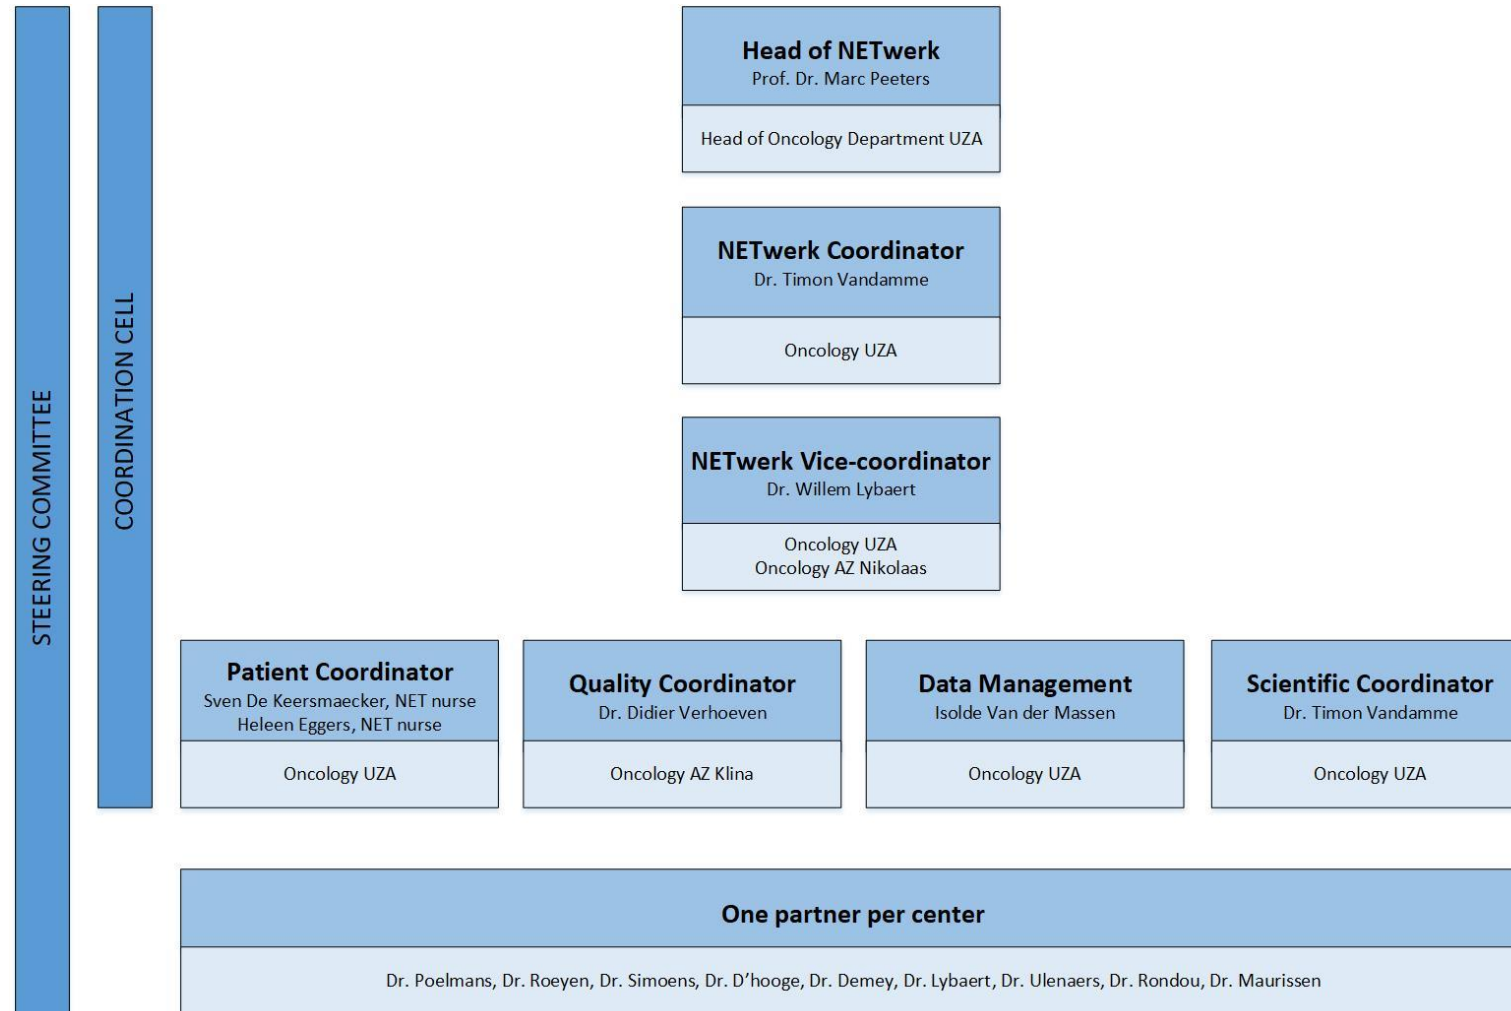 STEERING COMMITTEE
COORDINATION CELL
Head of NETwerk
Prof. Dr. Marc Peeters
Head of Oncology Department UZA
NETwerk Coordinator
Dr. Timon Vandamme
Oncology UZA
NETwerk Vice-coordinator
Dr. Willem Lybaert
Oncology UZA
Oncology AZ Nikolaas
Patient Coordinator
Sven De Keersmaecker, NET nurse
Heleen Eggers, NET nurse
Oncology UZA
Quality Coordinator
Dr. Didier Verhoeven
Oncology AZ Klina
Data Management
Isolde Van der Massen
Oncology UZA
Scientific Coordinator
Dr. Timon Vandamme
Oncology UZA
One partner per center
Dr. Poelmans, Dr. Roeyen, Dr. Simoens, Dr. D’hooge, Dr. Demey, Dr. Lybaert, Dr. Ulenaers, Dr. Rondou, Dr. Maurissen